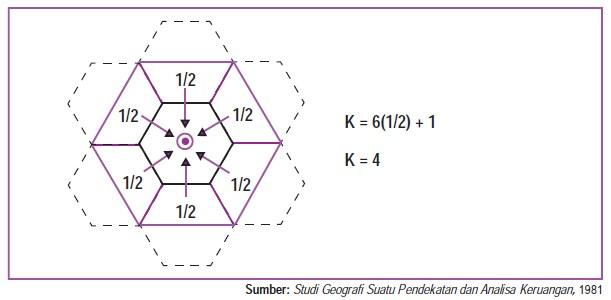 1/2
1/2
1/2
1/2
1/2
1/2
K = 6(1/2) + 1
K = 4
Sumber: Studi Geografi Suatu Pendekatan dan Analisa Keruangan, 1981